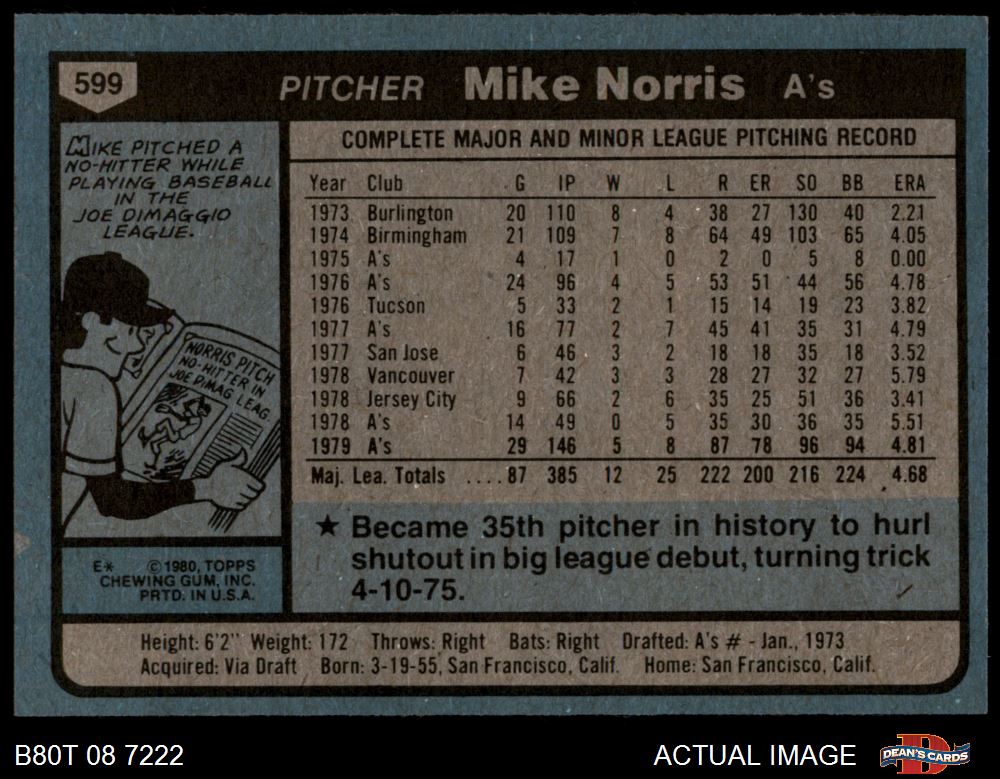 599 PITCHER Mike Norris A's
MIKE PITCHED A
NO-HITTER WHILE
PLAYING BASEBALL
IN THE
JOE DIMAGGIO
LEAGUE.
NORRIS PITCH
NO-HITTER IN
JOE DIMAG LEAG
E* ©1980, TOPPS
CHEWING GUM, INC.
PRTD. IN U.S.A.
COMPLETE MAJOR AND MINOR LEAGUE PITCHING RECORD
Year Club G IP W L R ER SO BB ERA
1973 Burlington 20 110 8 4 38 27 130 40 2.21
1974 Birmingham 21 109 7 8 64 49 103 65 4.05
1975 A's 4 17 1 0 2 0 5 8 0.00
1976 A's 24 96 4 5 53 51 44 56 4.78
1976 Tucson 5 33 2 1 15 14 19 23 3.82
1977 A's 16 77 2 7 45 41 35 31 4.79
1977 San Jose 6 46 3 2 18 18 35 18 3.52
1978 Vancouver 7 42 3 3 28 27 32 27 5.79
1978 Jersey City 9 66 2 6 35 25 51 36 3.41
1978 A's 14 49 0 5 35 30 36 35 5.51
1979 A's 29 146 5 8 87 78 96 94 4.81
Maj. Lea. Totals ....87 385 12 25 222 200 216 224 4.68
★ Became 35th pitcher in history to hurl
shutout in big league debut, turning trick
4-10-75.
Height: 6'2" Weight: 172 Throws: Right Bats: Right Drafted: A's # - Jan., 1973
Acquired: Via Draft Born: 3-19-55, San Francisco, Calif. Home: San Francisco, Calif.
B80T 08 7222 ACTUAL IMAGE DEAN'S CARDS